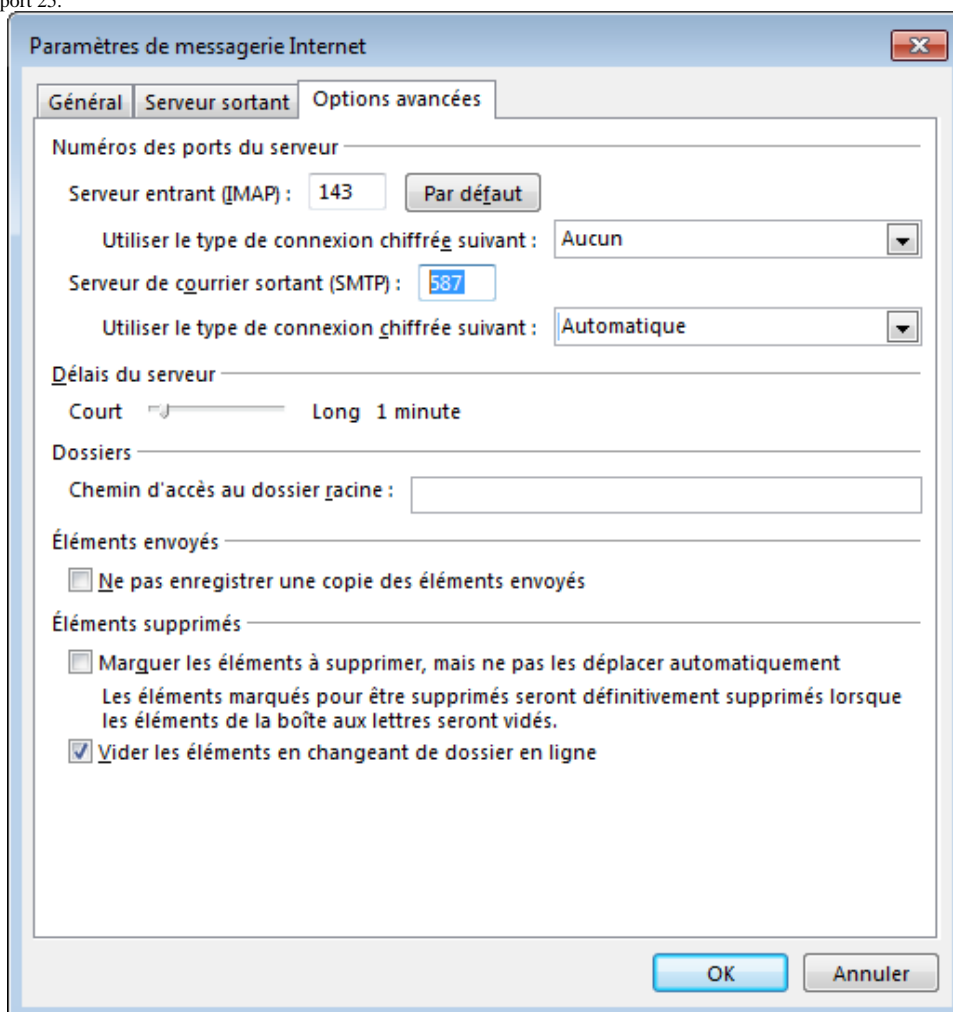 port 25.
Paramètres de messagerie Internet
Général Serveur sortant Options avancées
Numéros des ports du serveur
Serveur entrant (IMAP) : 143 Par défaut
Utiliser le type de connexion chiffrée suivant : Aucun
Serveur de courrier sortant (SMTP) : 587
Utiliser le type de connexion chiffrée suivant : Automatique
Délais du serveur
Court Long 1 minute
Dossiers
Chemin d'accès au dossier racine :
Éléments envoyés
Ne pas enregistrer une copie des éléments envoyés
Éléments supprimés
Marquer les éléments à supprimer, mais ne pas les déplacer automatiquement
Les éléments marqués pour être supprimés seront définitivement supprimés lorsque
les éléments de la boîte aux lettres seront vidés.
Vider les éléments en changeant de dossier en ligne
OK Annuler